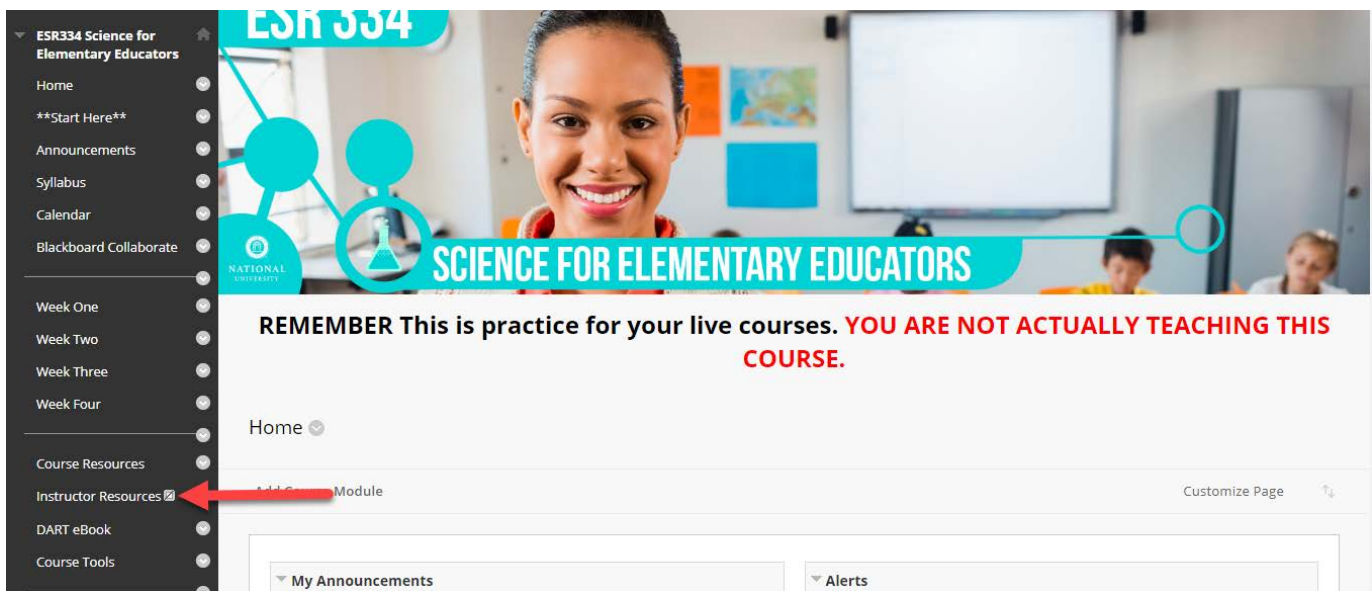 ESR334 Science for
Elementary Educators
Home
**Start Here**
Announcements
Syllabus
Calendar
Blackboard Collaborate
Week One
Week Two
Week Three
Week Four
Course Resources
Instructor Resources
DART eBook
Course Tools
ESR 334
NATIONAL
UNIVERSITY
SCIENCE FOR ELEMENTARY EDUCATORS
REMEMBER This is practice for your live courses. YOU ARE NOT ACTUALLY TEACHING THIS
COURSE.
Home
Add Course Module
Customize Page
My Announcements
Alerts